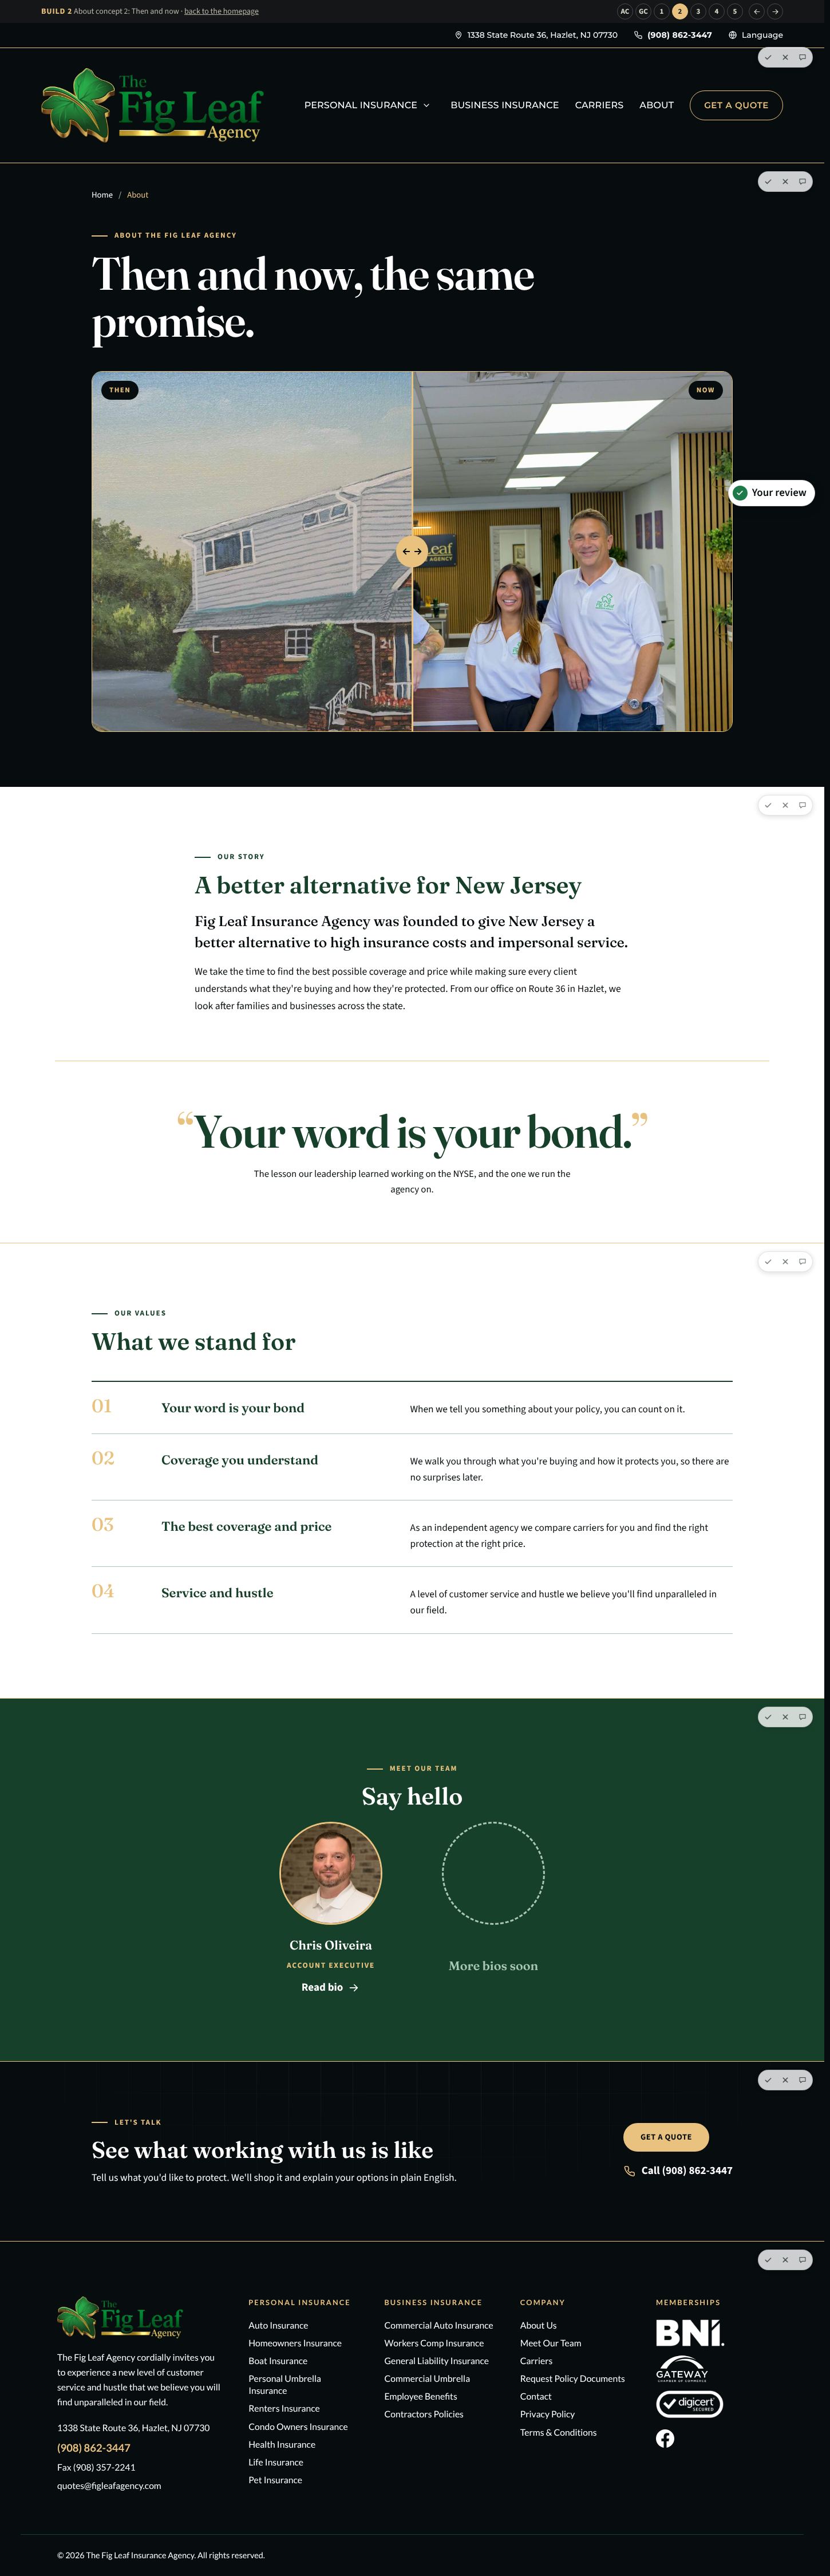 BUILD 2 About concept 2: Then and now · back to the homepage
AC GC 1 2 3 4 5
1338 State Route 36, Hazlet, NJ 07730
(908) 862-3447
Language
The
Fig Leaf
Agency
PERSONAL INSURANCE
BUSINESS INSURANCE
CARRIERS
ABOUT
GET A QUOTE
Home / About
ABOUT THE FIG LEAF AGENCY
Then and now, the same
promise.
THEN
NOW
Your review
OUR STORY
A better alternative for New Jersey
Fig Leaf Insurance Agency was founded to give New Jersey a
better alternative to high insurance costs and impersonal service.
We take the time to find the best possible coverage and price while making sure every client
understands what they're buying and how they're protected. From our office on Route 36 in Hazlet, we
look after families and businesses across the state.
“Your word is your bond.”
The lesson our leadership learned working on the NYSE, and the one we run the
agency on.
OUR VALUES
What we stand for
01
Your word is your bond
When we tell you something about your policy, you can count on it.
02
Coverage you understand
We walk you through what you're buying and how it protects you, so there are
no surprises later.
03
The best coverage and price
As an independent agency we compare carriers for you and find the right
protection at the right price.
04
Service and hustle
A level of customer service and hustle we believe you'll find unparalleled in
our field.
MEET OUR TEAM
Say hello
Chris Oliveira
ACCOUNT EXECUTIVE
Read bio
More bios soon
LET'S TALK
See what working with us is like
Tell us what you'd like to protect. We'll shop it and explain your options in plain English.
GET A QUOTE
Call (908) 862-3447
The
Fig Leaf
Agency
The Fig Leaf Agency cordially invites you
to experience a new level of customer
service and hustle that we believe you will
find unparalleled in our field.
1338 State Route 36, Hazlet, NJ 07730
(908) 862-3447
Fax (908) 357-2241
quotes@figleafagency.com
PERSONAL INSURANCE
Auto Insurance
Homeowners Insurance
Boat Insurance
Personal Umbrella
Insurance
Renters Insurance
Condo Owners Insurance
Health Insurance
Life Insurance
Pet Insurance
BUSINESS INSURANCE
Commercial Auto Insurance
Workers Comp Insurance
General Liability Insurance
Commercial Umbrella
Employee Benefits
Contractors Policies
COMPANY
About Us
Meet Our Team
Carriers
Request Policy Documents
Contact
Privacy Policy
Terms & Conditions
MEMBERSHIPS
BNI
GATEWAY
digicert
SECURED
© 2026 The Fig Leaf Insurance Agency. All rights reserved.